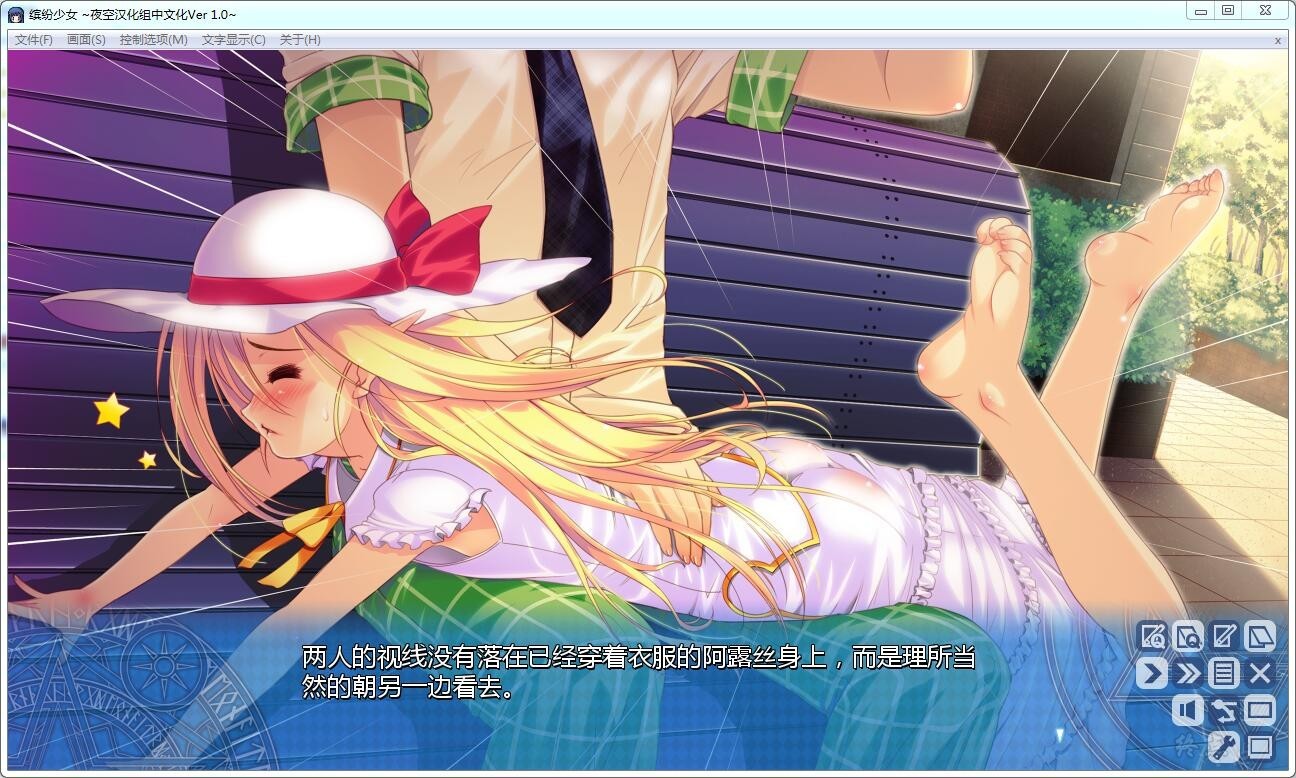 缤纷少女 ~夜空汉化组中文化Ver 1.0~
文件(F) 画面(S) 控制选项(M) 文字显示(C) 关于(H)
两人的视线没有落在已经穿着衣服的阿露丝身上，而是理所当
然的朝另一边看去。